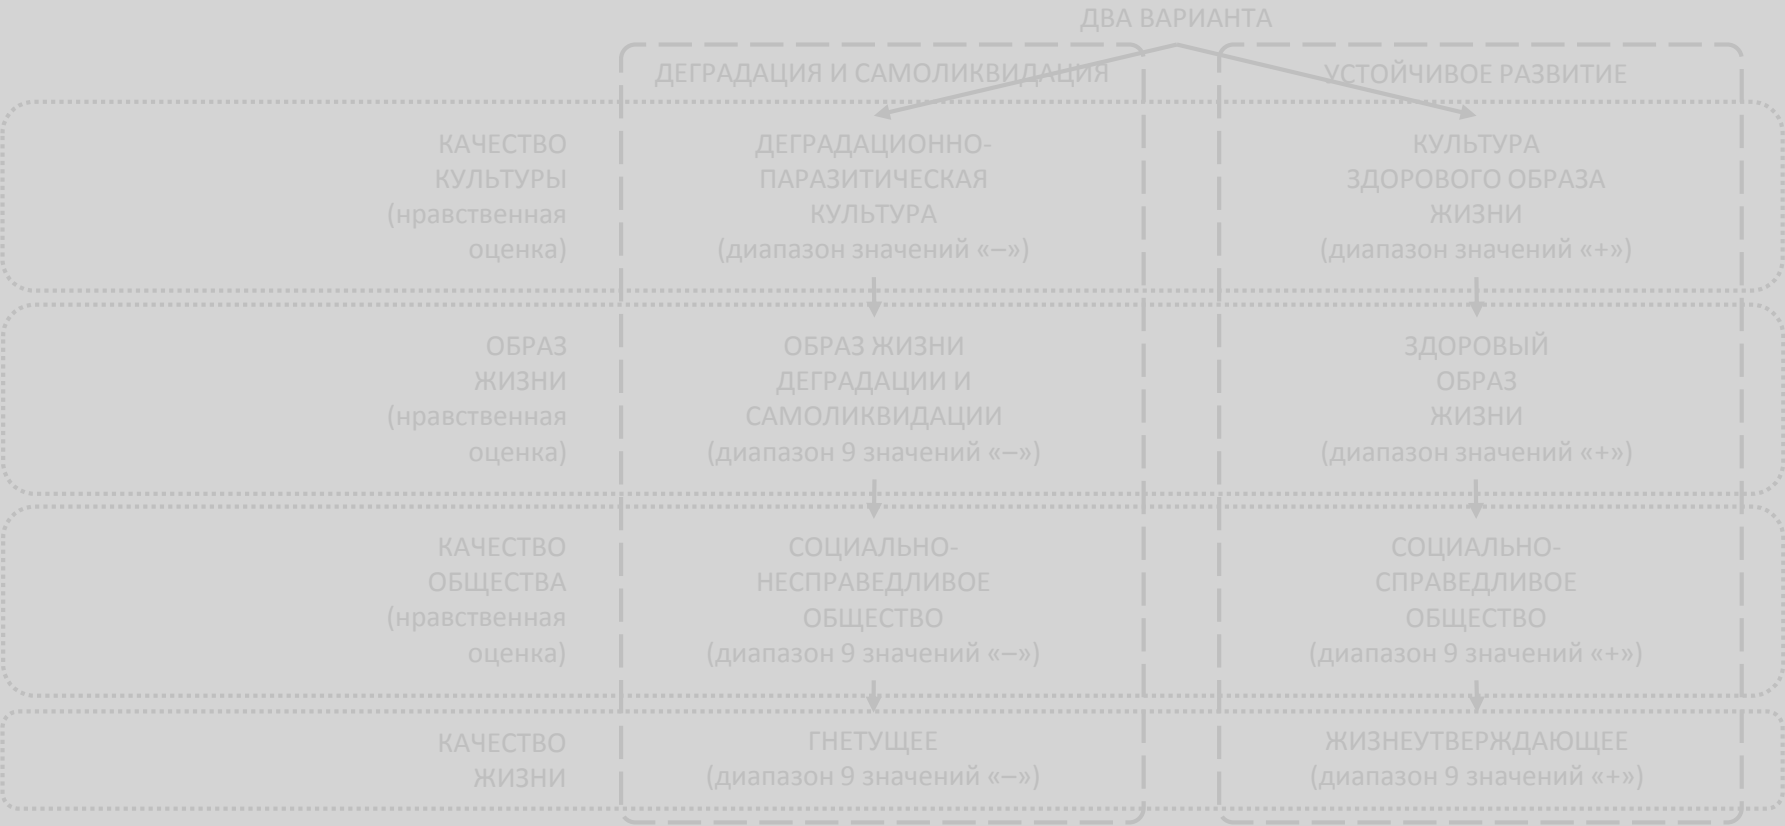 ДВА ВАРИАНТА
ДЕГРАДАЦИЯ И САМОЛИКВИДАЦИЯ
УСТОЙЧИВОЕ РАЗВИТИЕ
КАЧЕСТВО
КУЛЬТУРЫ
(нравственная
оценка)
ДЕГРАДАЦИОННО-
ПАРАЗИТИЧЕСКАЯ
КУЛЬТУРА
(диапазон значений «−»)
КУЛЬТУРА
ЗДОРОВОГО ОБРАЗА
ЖИЗНИ
(диапазон значений «+»)
ОБРАЗ
ЖИЗНИ
(нравственная
оценка)
ОБРАЗ ЖИЗНИ
ДЕГРАДАЦИИ И
САМОЛИКВИДАЦИИ
(диапазон 9 значений «−»)
ЗДОРОВЫЙ
ОБРАЗ
ЖИЗНИ
(диапазон значений «+»)
КАЧЕСТВО
ОБЩЕСТВА
(нравственная
оценка)
СОЦИАЛЬНО-
НЕСПРАВЕДЛИВОЕ
ОБЩЕСТВО
(диапазон 9 значений «−»)
СОЦИАЛЬНО-
СПРАВЕДЛИВОЕ
ОБЩЕСТВО
(диапазон 9 значений «+»)
КАЧЕСТВО
ЖИЗНИ
ГНЕТУЩЕЕ
(диапазон 9 значений «−»)
ЖИЗНЕУТВЕРЖДАЮЩЕЕ
(диапазон 9 значений «+»)